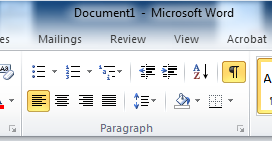 Document1 - Microsoft Word
Mailings Review View Acrobat
Paragraph